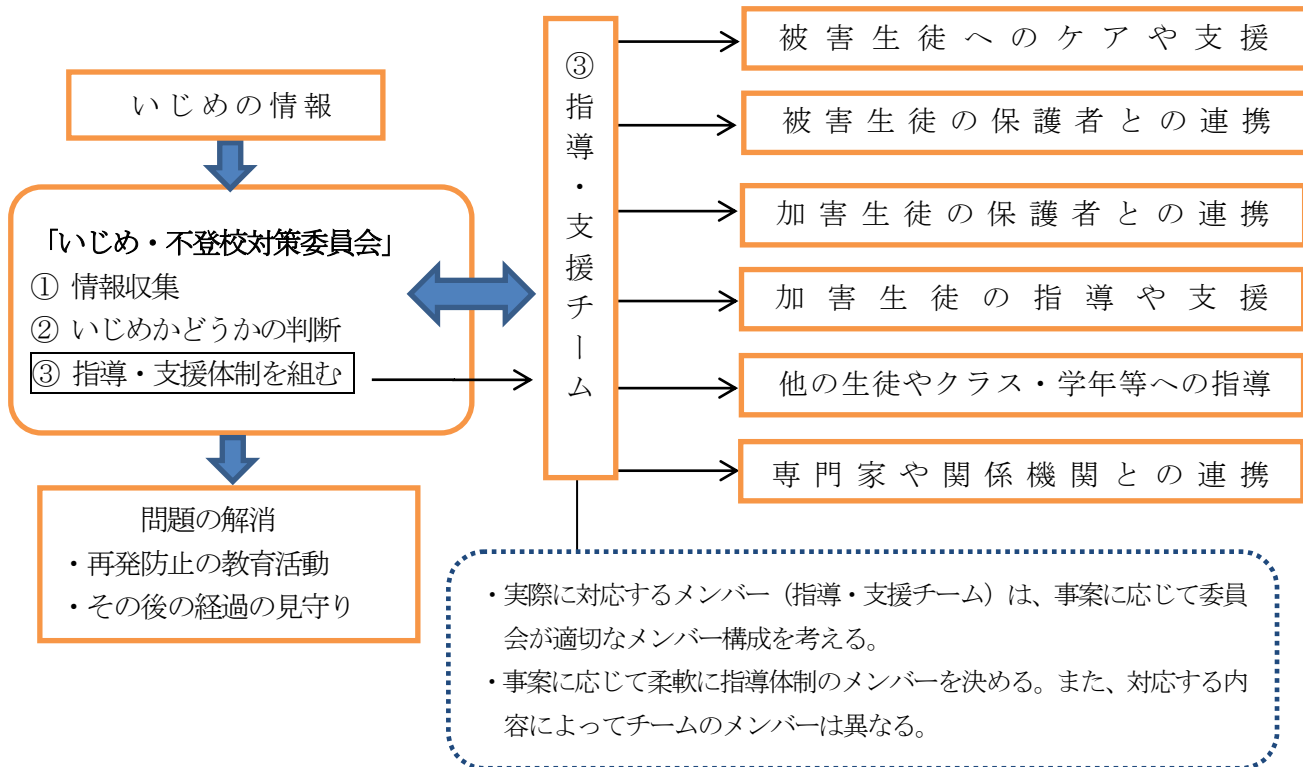 いじめの情報
「いじめ・不登校対策委員会」
① 情報収集
② いじめかどうかの判断
③ 指導・支援体制を組む
問題の解消
・再発防止の教育活動
・その後の経過の見守り
③指導・支援チーム
被害生徒へのケアや支援
被害生徒の保護者との連携
加害生徒の保護者との連携
加害生徒の指導や支援
他の生徒やクラス・学年等への指導
専門家や関係機関との連携
・実際に対応するメンバー（指導・支援チーム）は、事案に応じて委員
会が適切なメンバー構成を考える。
・事案に応じて柔軟に指導体制のメンバーを決める。また、対応する内
容によってチームのメンバーは異なる。